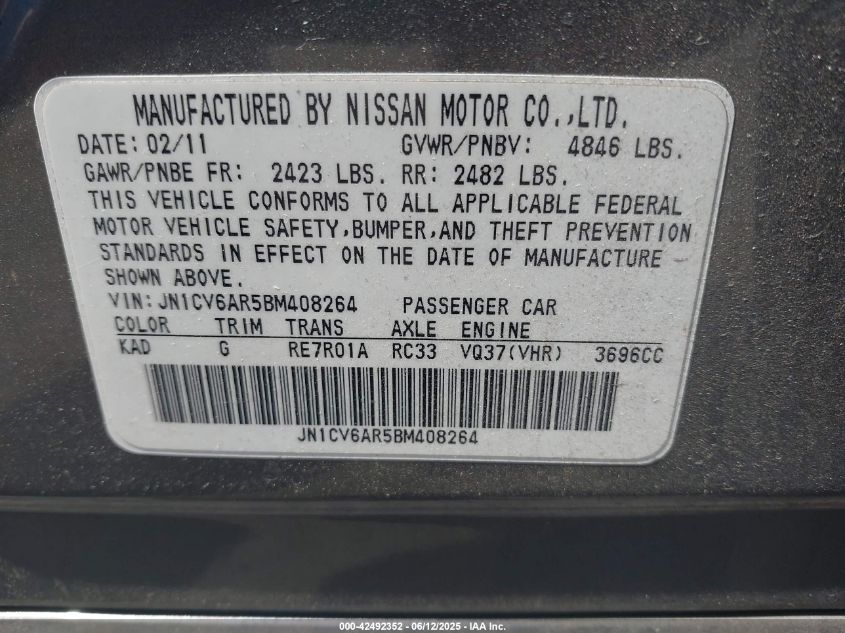 MANUFACTURED BY NISSAN MOTOR CO.,LTD.
DATE: 02/11 GVWR/PNBV: 4846 LBS.
GAWR/PNBE FR: 2423 LBS. RR: 2482 LBS.
THIS VEHICLE CONFORMS TO ALL APPLICABLE FEDERAL
MOTOR VEHICLE SAFETY,BUMPER,AND THEFT PREVENTION
STANDARDS IN EFFECT ON THE DATE OF MANUFACTURE
SHOWN ABOVE.
VIN:JN1CV6AR5BM408264 PASSENGER CAR
COLOR TRIM TRANS AXLE ENGINE
KAD G RE7R01A RC33 VQ37(VHR) 3696CC
JN1CV6AR5BM408264
000-42492352 - 06/12/2025 - IAA Inc.